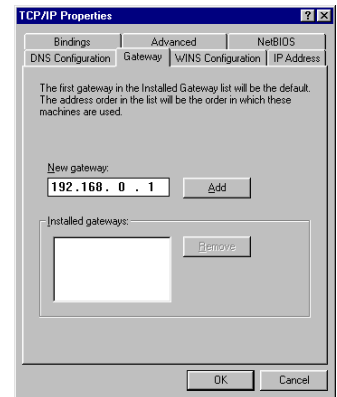 TCP/IP Properties
Bindings Advanced NetBIOS
DNS Configuration Gateway WINS Configuration IP Address
The first gateway in the Installed Gateway list will be the default.
The address order in the list will be the order in which these
machines are used.
New gateway:
192.168. 0 . 1 Add
Installed gateways:
Remove
OK Cancel